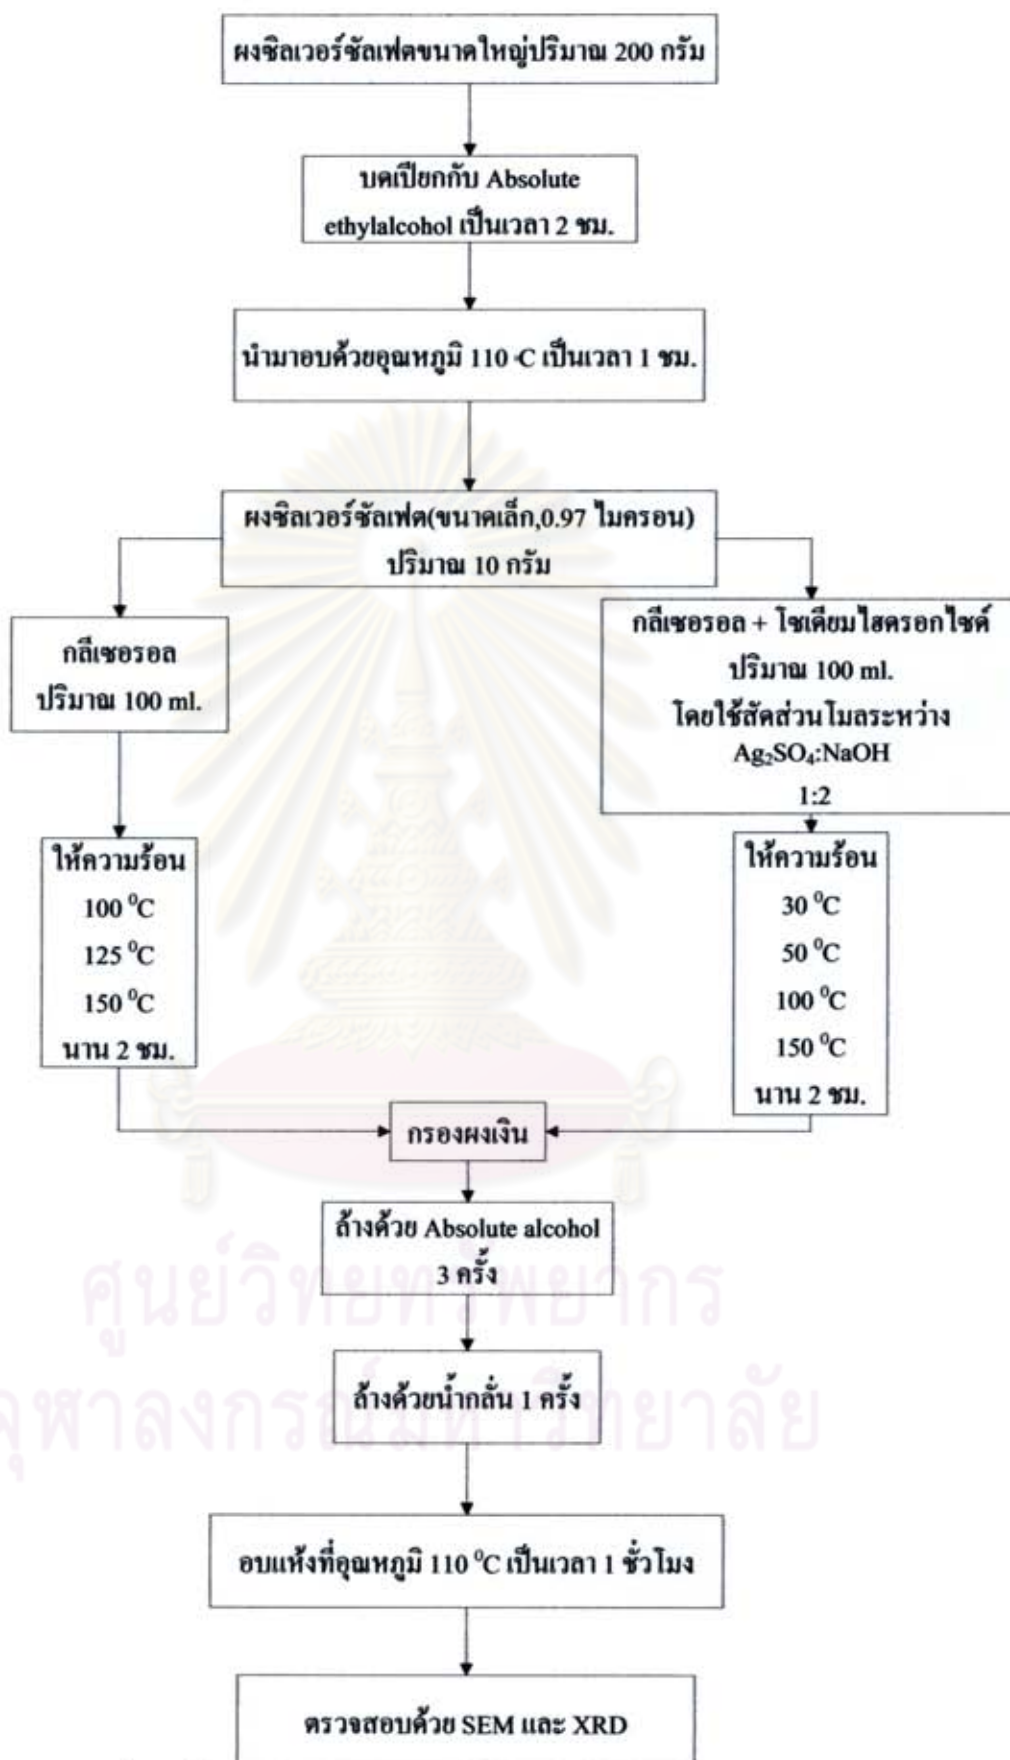 ผงซิลเวอร์ซัลเฟตขนาดใหญ่ปริมาณ 200 กรัม
บดเปียกกับ Absolute
ethylalcohol เป็นเวลา 2 ชม.
นำมาอบด้วยอุณหภูมิ 110 °C เป็นเวลา 1 ชม.
ผงซิลเวอร์ซัลเฟต(ขนาดเล็ก,0.97 ไมครอน)
ปริมาณ 10 กรัม
กลีเซอรอล
ปริมาณ 100 ml.
กลีเซอรอล + โซเดียมไฮดรอกไซด์
ปริมาณ 100 ml.
โดยใช้สัดส่วนโมลระหว่าง
Ag₂SO₄:NaOH
1:2
ให้ความร้อน
100 ⁰C
125 ⁰C
150 ⁰C
นาน 2 ชม.
ให้ความร้อน
30 ⁰C
50 ⁰C
100 ⁰C
150 ⁰C
นาน 2 ชม.
กรองผงเงิน
ล้างด้วย Absolute alcohol
3 ครั้ง
ล้างด้วยน้ำกลั่น 1 ครั้ง
อบแห้งที่อุณหภูมิ 110 ⁰C เป็นเวลา 1 ชั่วโมง
ตรวจสอบด้วย SEM และ XRD
ศูนย์วิทยทรัพยากร
จุฬาลงกรณ์มหาวิทยาลัย